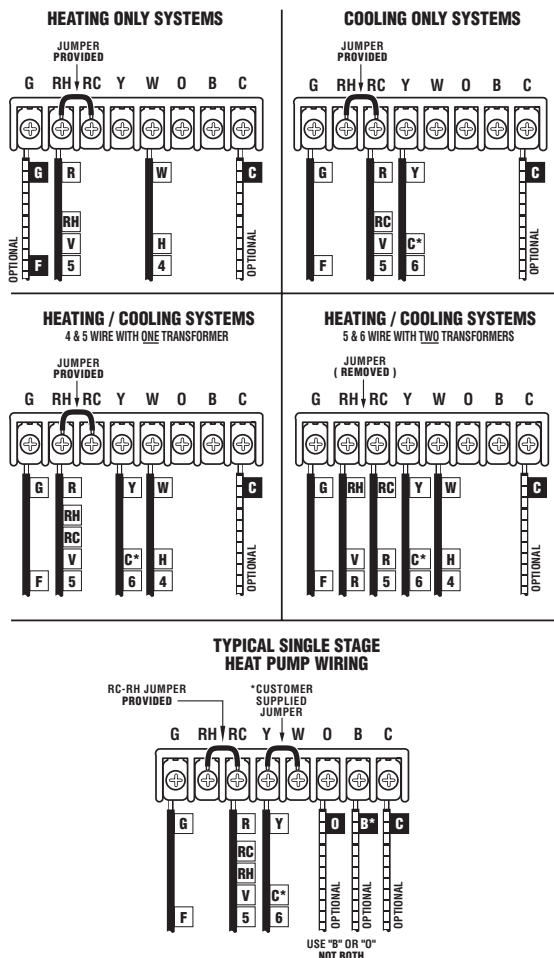 HEATING ONLY SYSTEMS
JUMPER
PROVIDED
G RH RC Y W O B C
G R W C
RH
V H
F 5 4
OPTIONAL
OPTIONAL
COOLING ONLY SYSTEMS
JUMPER
PROVIDED
G RH RC Y W O B C
G R Y C
RC
V C*
F 5 6
OPTIONAL
HEATING / COOLING SYSTEMS
4 & 5 WIRE WITH ONE TRANSFORMER
JUMPER
PROVIDED
G RH RC Y W O B C
G R Y W C
RH
RC
V C* H
F 5 6 4
OPTIONAL
HEATING / COOLING SYSTEMS
5 & 6 WIRE WITH TWO TRANSFORMERS
JUMPER
( REMOVED )
G RH RC Y W O B C
G RH RC Y W C
V R C* H
F R 5 6 4
OPTIONAL
TYPICAL SINGLE STAGE
HEAT PUMP WIRING
RC-RH JUMPER
PROVIDED
*CUSTOMER
SUPPLIED
JUMPER
G RH RC Y W O B C
G R Y O B* C
RC
RH
V C*
F 5 6
OPTIONAL
OPTIONAL
OPTIONAL
USE "B" OR "O"
NOT BOTH